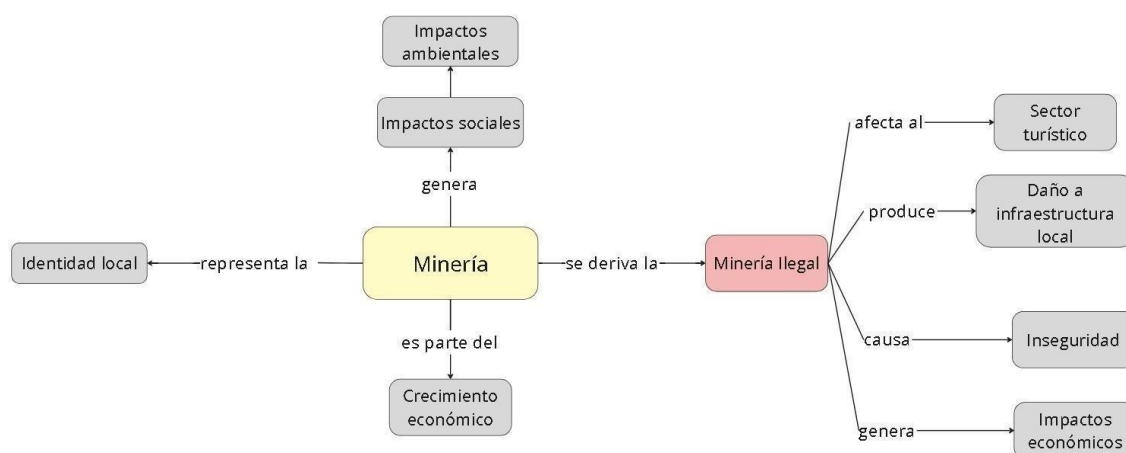 Impactos
ambientales
Impactos sociales
genera
Identidad local
representa la
Minería
se deriva la
Minería Ilegal
es parte del
Crecimiento
económico
afecta al
Sector
turístico
produce
Daño a
infraestructura
local
causa
Inseguridad
genera
Impactos
económicos